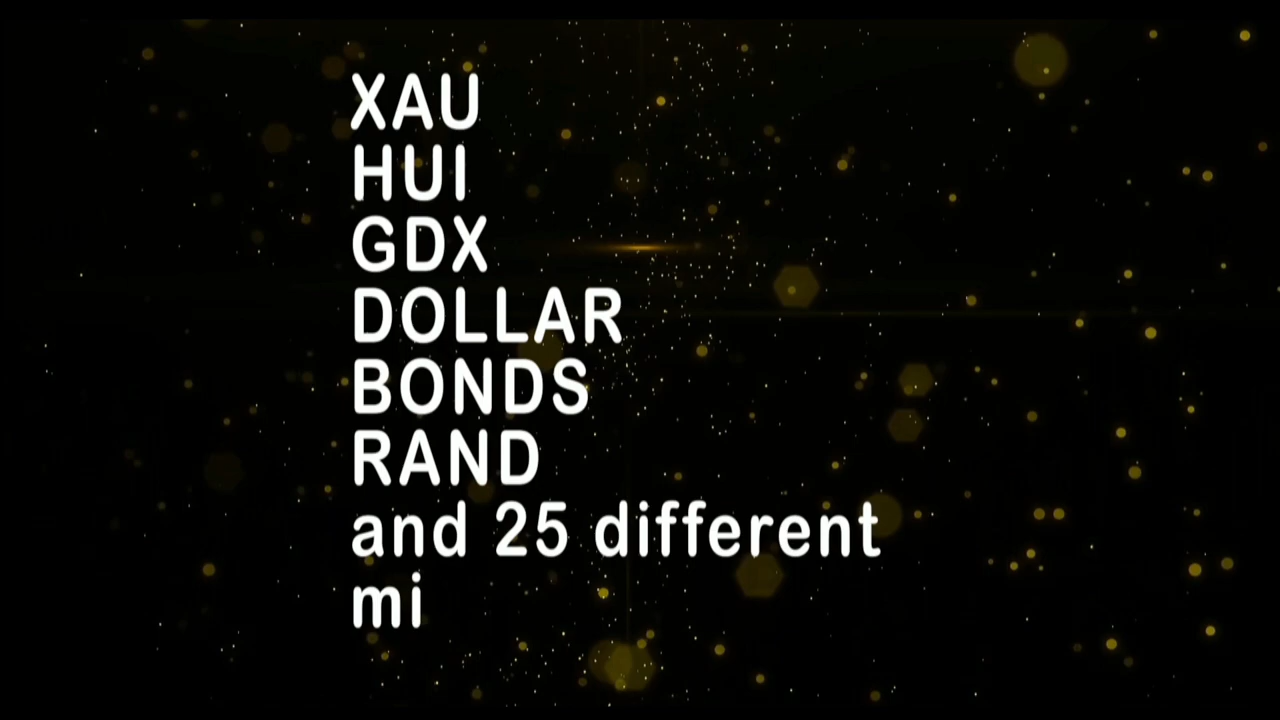 XAU
HUI
GDX
DOLLAR
BONDS
RAND
and 25 different
mi